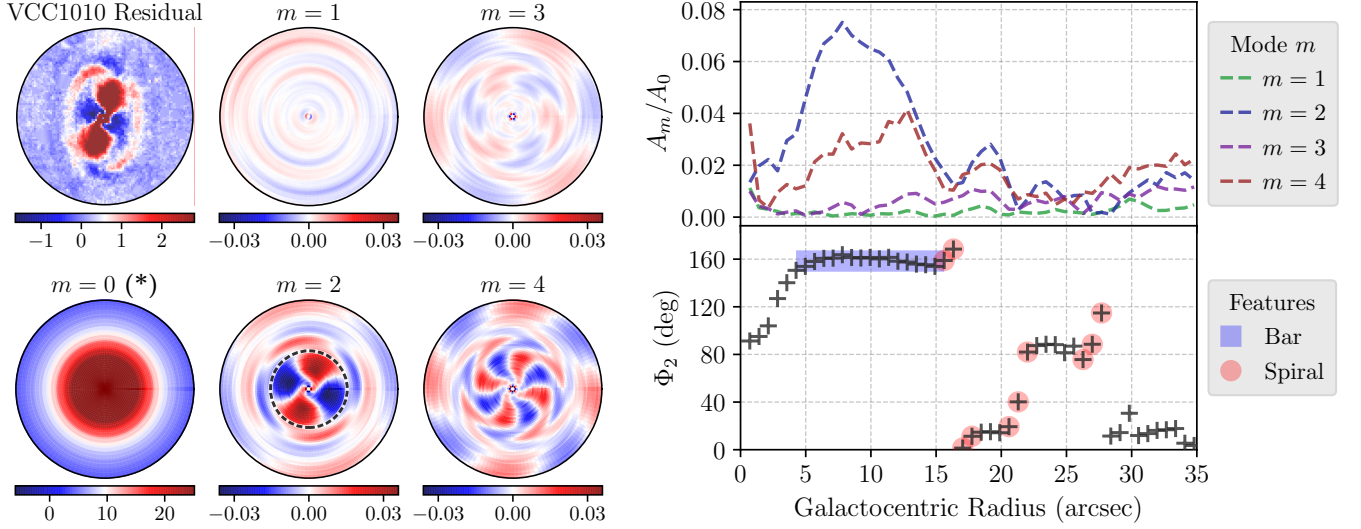 VCC1010 Residual
m = 1
m = 3
−1 0 1 2
−0.03 0.00 0.03
−0.03 0.00 0.03
m = 0 (*)
m = 2
m = 4
0 10 20
−0.03 0.00 0.03
−0.03 0.00 0.03
A_m/A_0
0.08
0.06
0.04
0.02
0.00
Mode m
m = 1
m = 2
m = 3
m = 4
Φ_2 (deg)
160
120
80
40
0
0 5 10 15 20 25 30 35
Galactocentric Radius (arcsec)
Features
Bar
Spiral